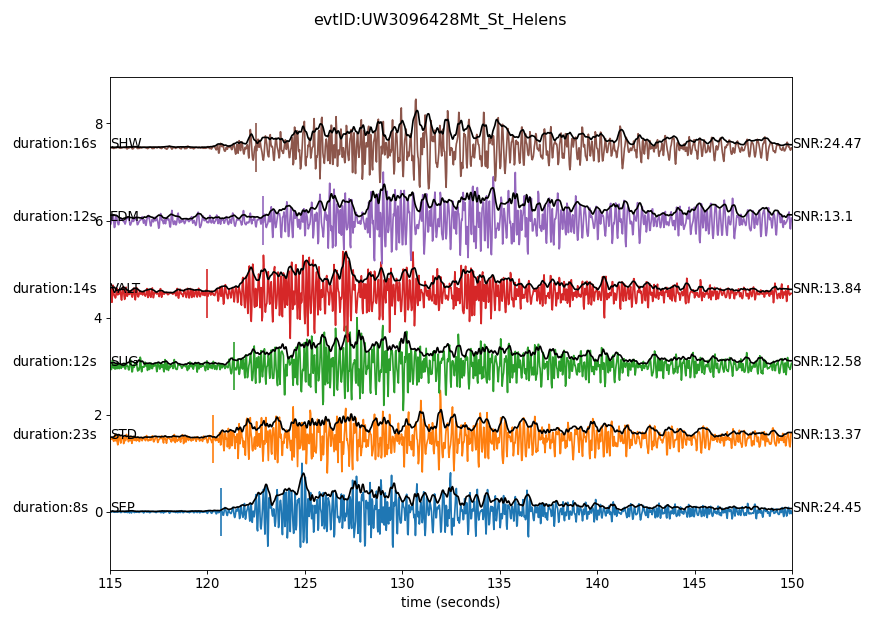 evtID:UW3096428Mt_St_Helens
8
duration:16s SHW SNR:24.47
duration:12s EDM SNR:13.1
6
duration:14s VALT SNR:13.84
4
duration:12s SUG SNR:12.58
2
duration:23s STD SNR:13.37
duration:8s SEP SNR:24.45
0
115 120 125 130 135 140 145 150
time (seconds)